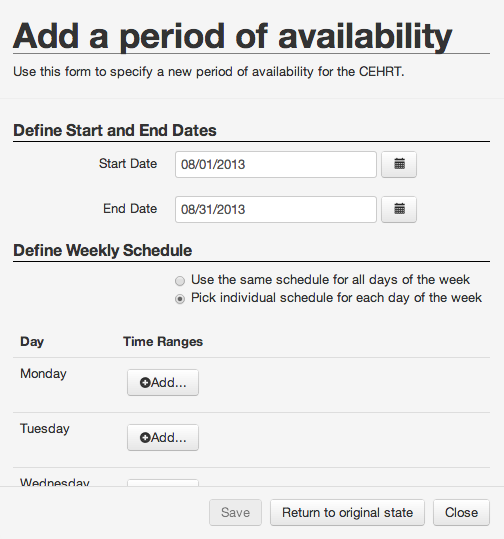 Add a period of availability
Use this form to specify a new period of availability for the CEHRT.
Define Start and End Dates
Start Date 08/01/2013
End Date 08/31/2013
Define Weekly Schedule
Use the same schedule for all days of the week
Pick individual schedule for each day of the week
Day Time Ranges
Monday Add...
Tuesday Add...
Wednesday
Save Return to original state Close